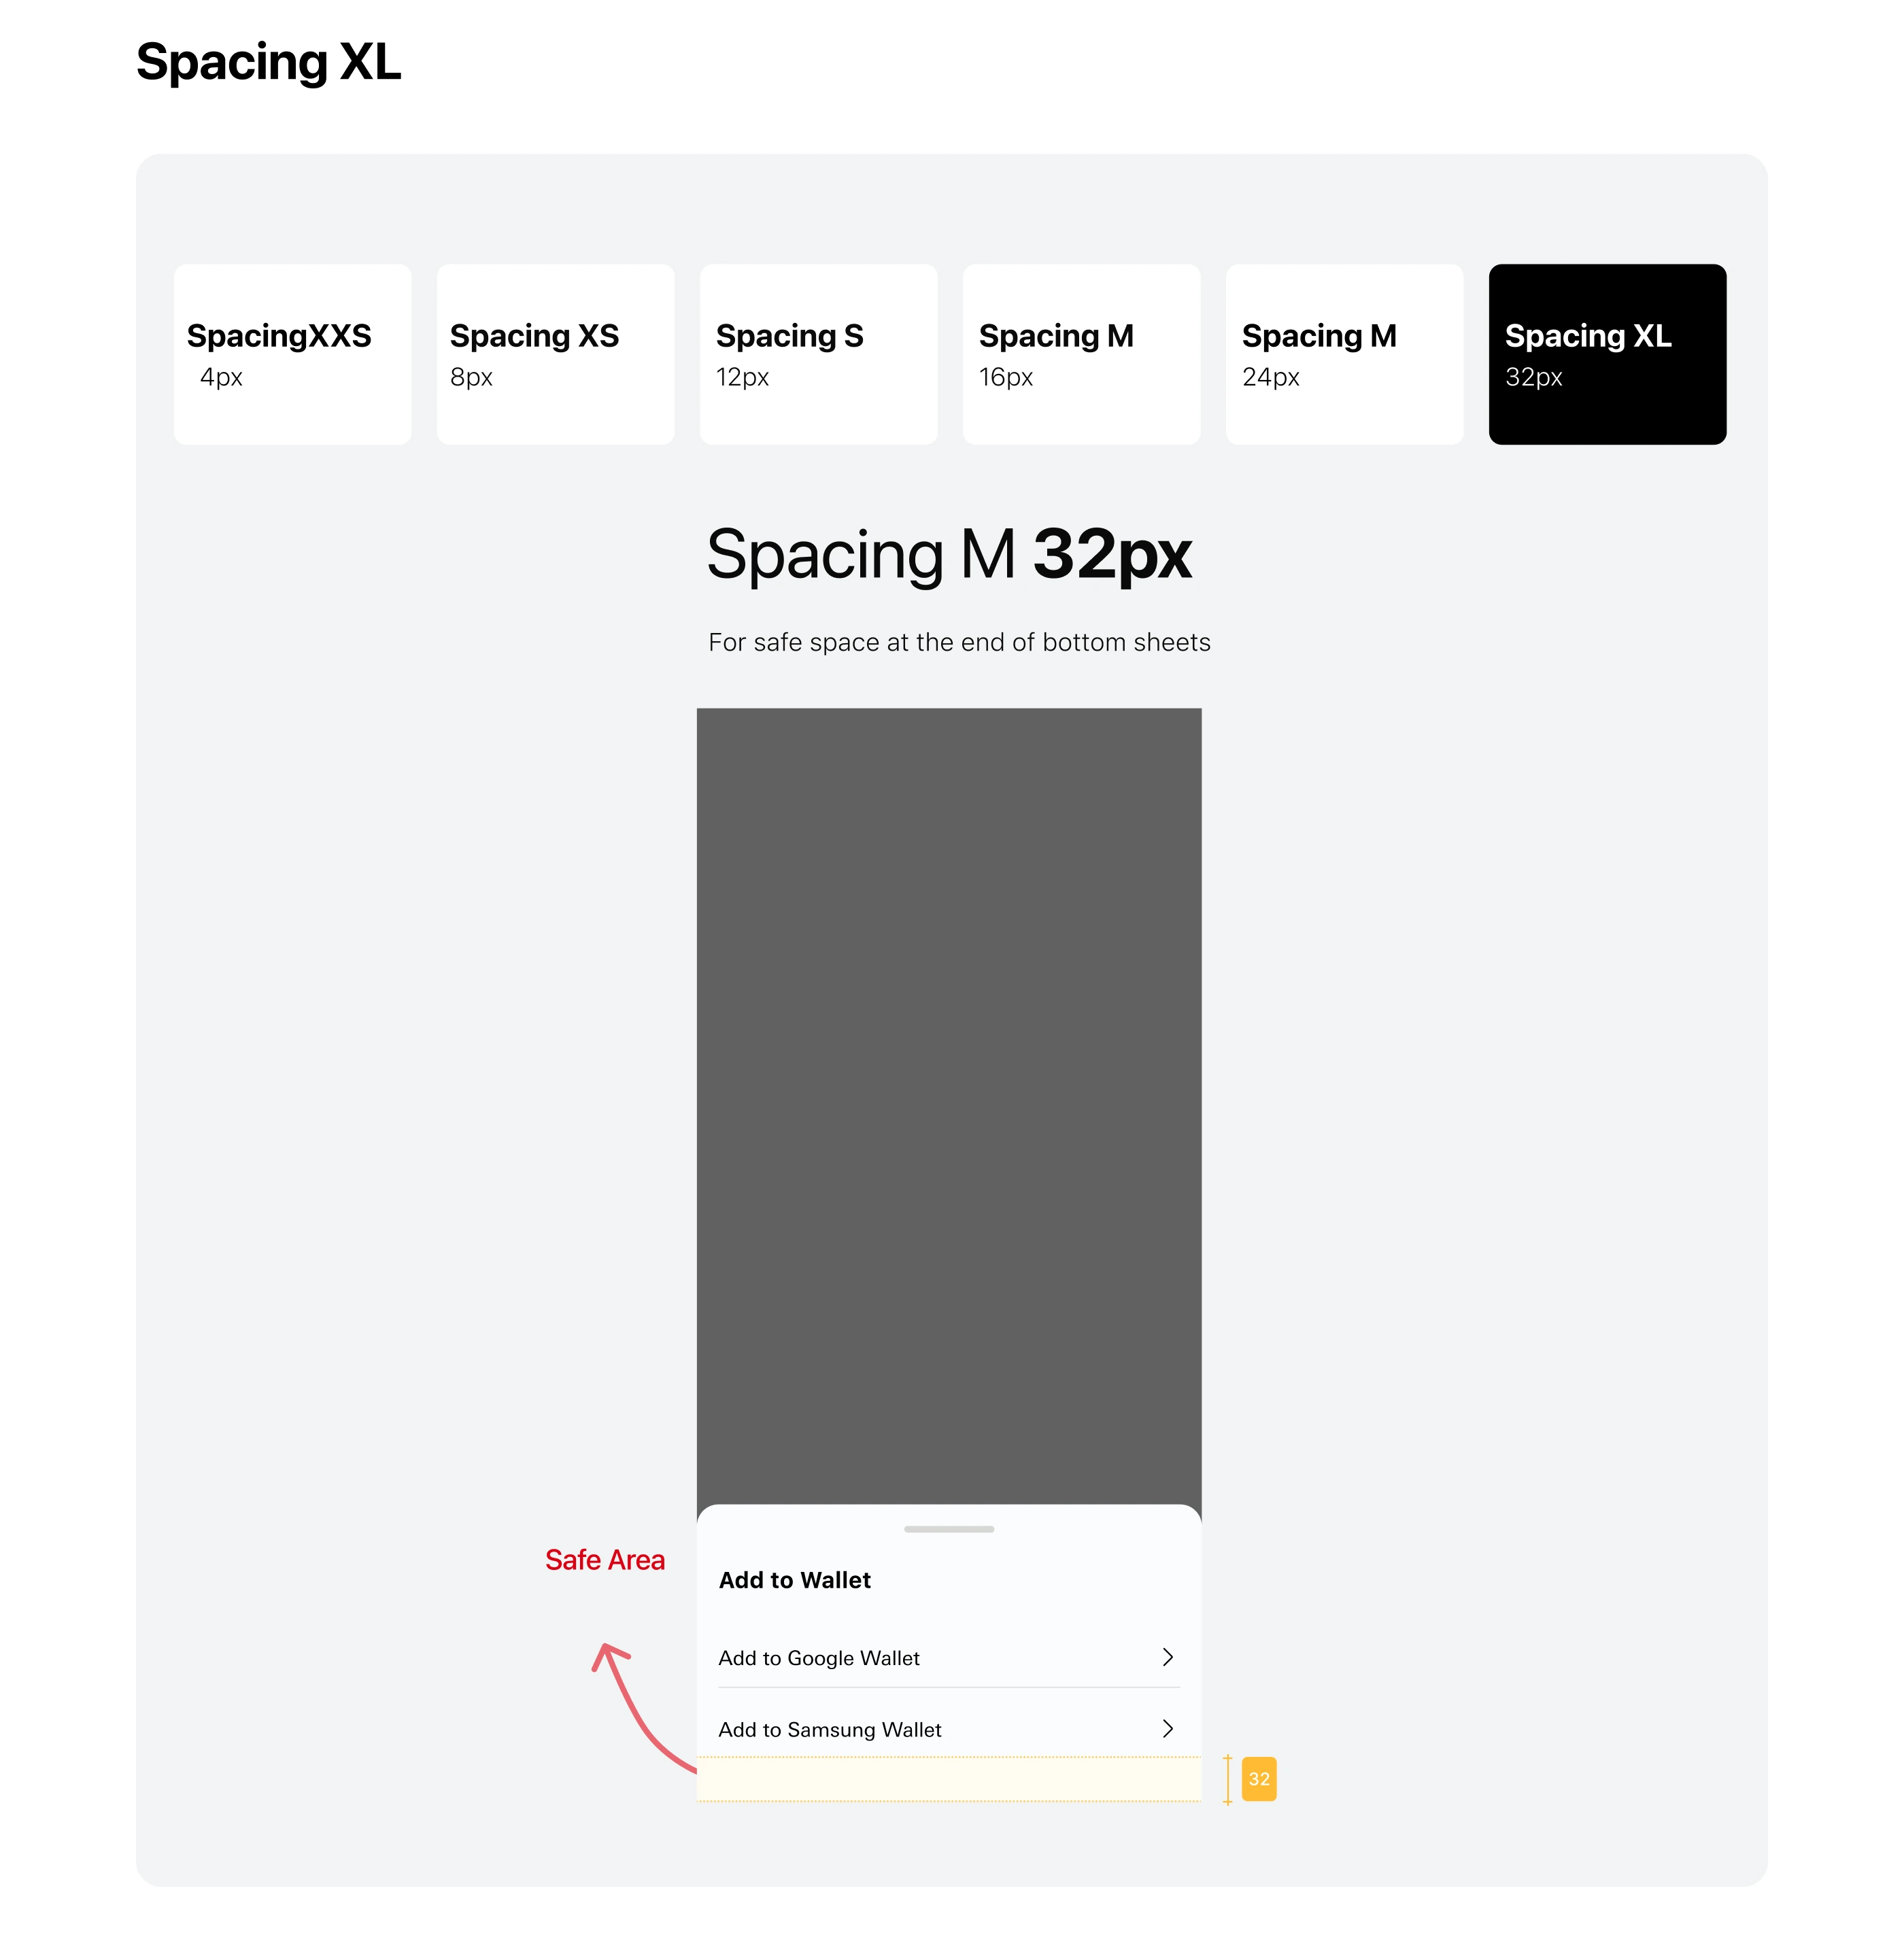 Spacing XL
SpacingXXS
4px
Spacing XS
8px
Spacing S
12px
Spacing M
16px
Spacing M
24px
Spacing XL
32px
Spacing M 32px
For safe space at the end of bottom sheets
Safe Area
Add to Wallet
Add to Google Wallet
Add to Samsung Wallet
32